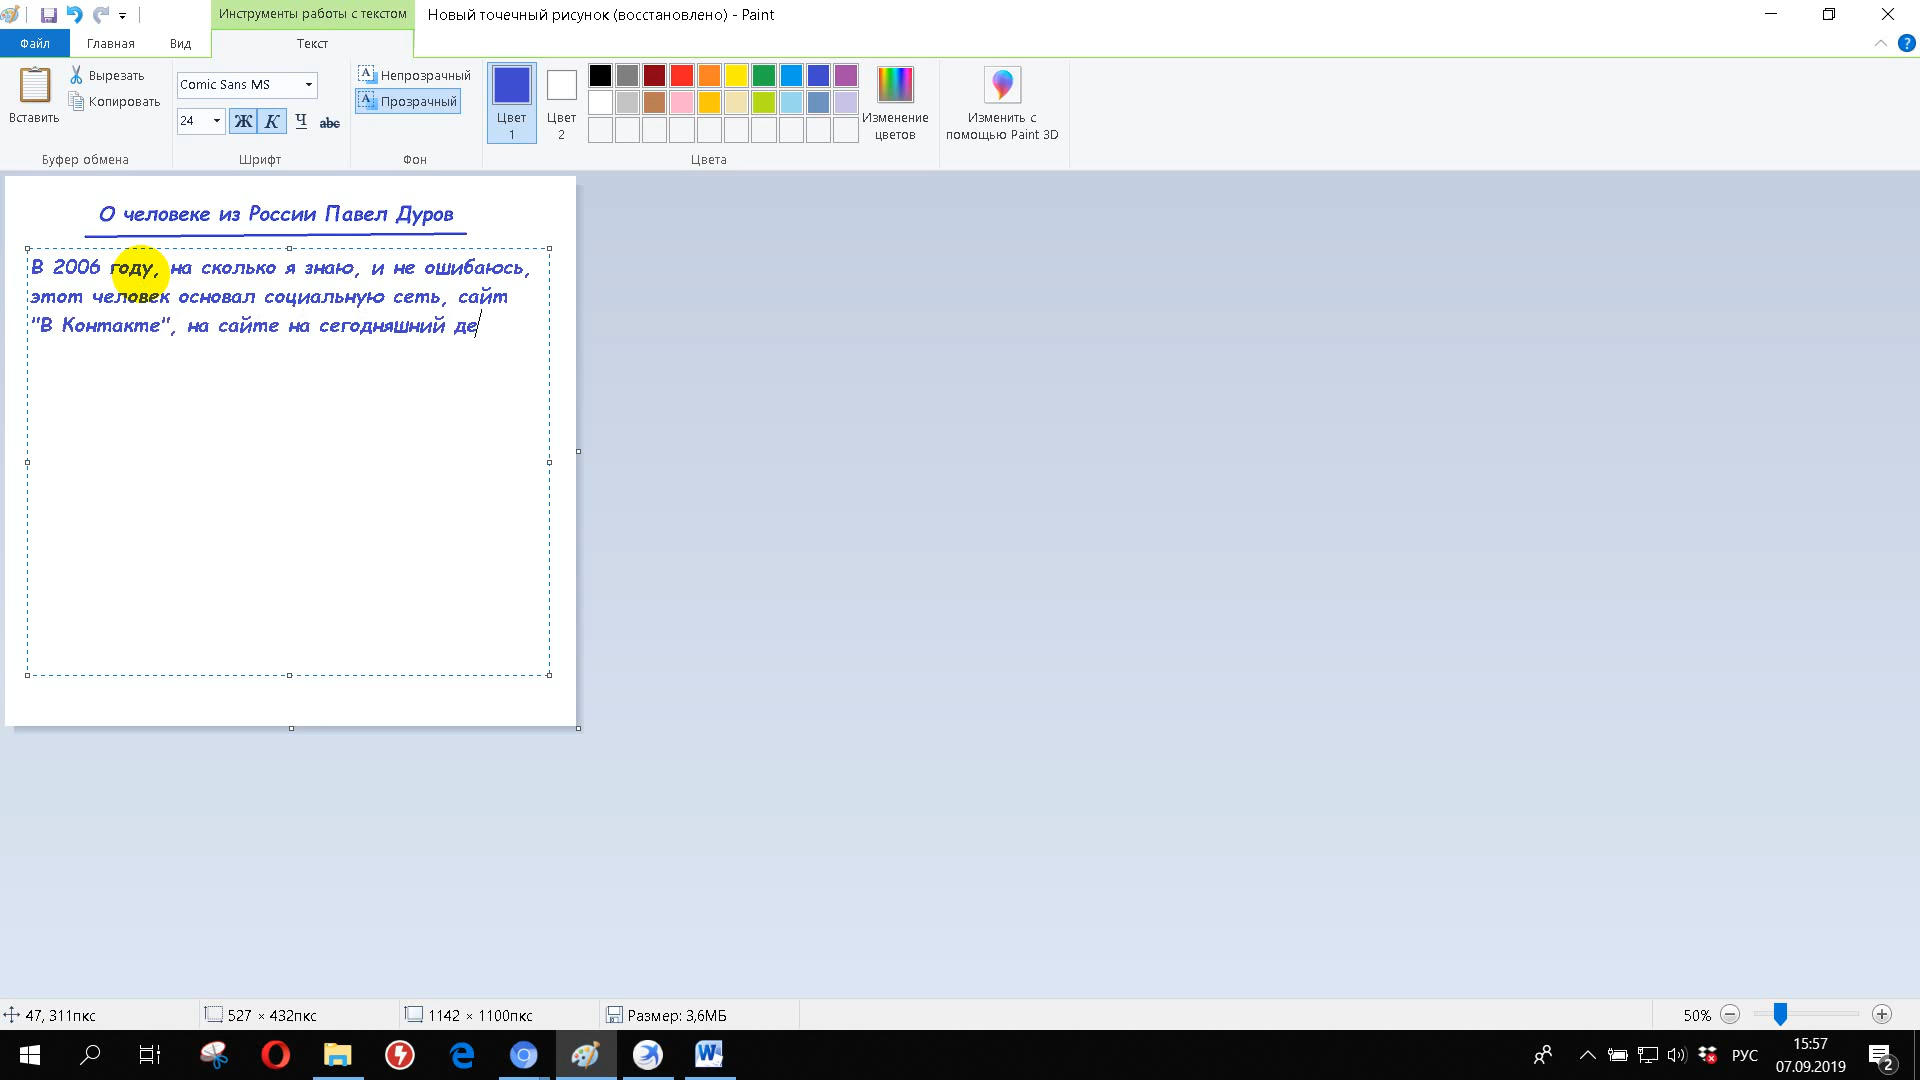 Инструменты работы с текстом
Новый точечный рисунок (восстановлено) - Paint
Файл
Главная
Вид
Текст
Вставить
Вырезать
Копировать
Буфер обмена
Comic Sans MS
24
Ж К Ч abc
Шрифт
Непрозрачный
Прозрачный
Фон
Цвет
1
Цвет
2
Изменение
цветов
Цвета
Изменить с
помощью Paint 3D
О человеке из России Павел Дуров
В 2006 году, на сколько я знаю, и не ошибаюсь,
этот человек основал социальную сеть, сайт
"В Контакте", на сайте на сегодняшний де
47, 311пкс
527 × 432пкс
1142 × 1100пкс
Размер: 3,6МБ
50%
РУС
15:57
07.09.2019
2